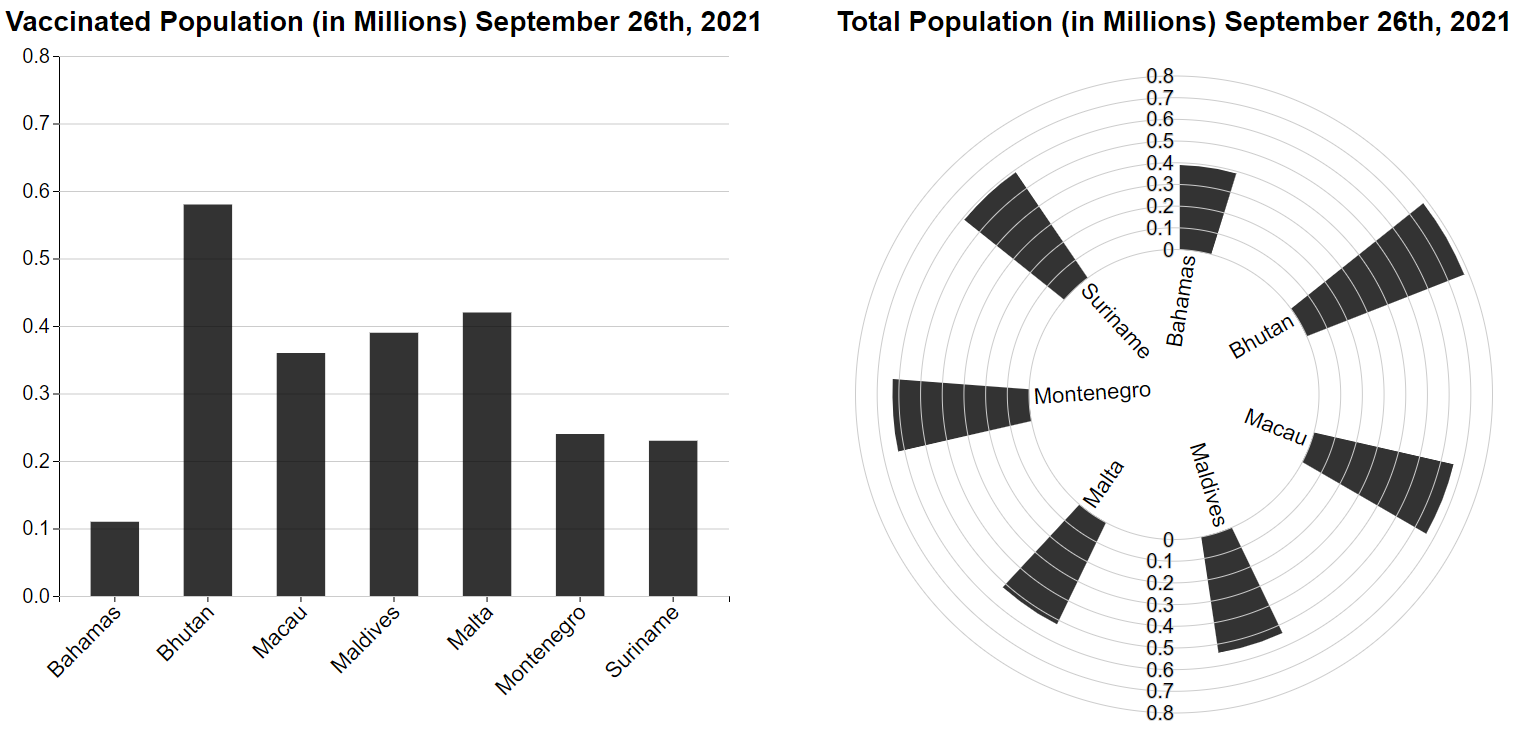 Vaccinated Population (in Millions) September 26th, 2021
0.8
0.7
0.6
0.5
0.4
0.3
0.2
0.1
0.0
Bahamas
Bhutan
Macau
Maldives
Malta
Montenegro
Suriname
Total Population (in Millions) September 26th, 2021
0.8
0.7
0.6
0.5
0.4
0.3
0.2
0.1
0
Bahamas
Bhutan
Macau
Maldives
Malta
Montenegro
Suriname
0
0.1
0.2
0.3
0.4
0.5
0.6
0.7
0.8